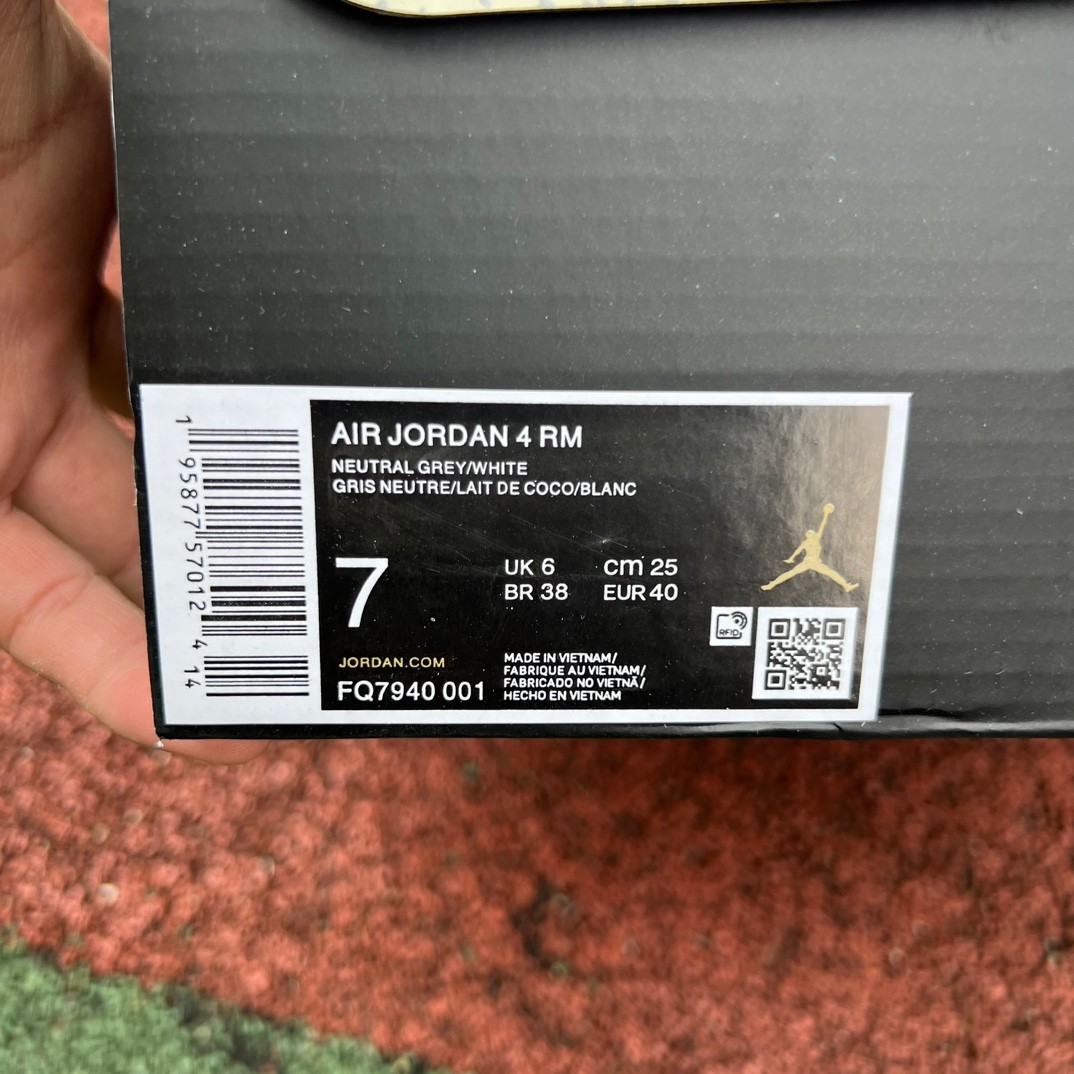 AIR JORDAN 4 RM
NEUTRAL GREY/WHITE
GRIS NEUTRE/LAIT DE COCO/BLANC
7
UK 6
cm 25
BR 38
EUR 40
JORDAN.COM
FQ7940 001
MADE IN VIETNAM/
FABRIQUE AU VIETNAM/
FABRICADO NO VIETNÃ/
HECHO EN VIETNAM
RFID
1 95877 57012 4 14